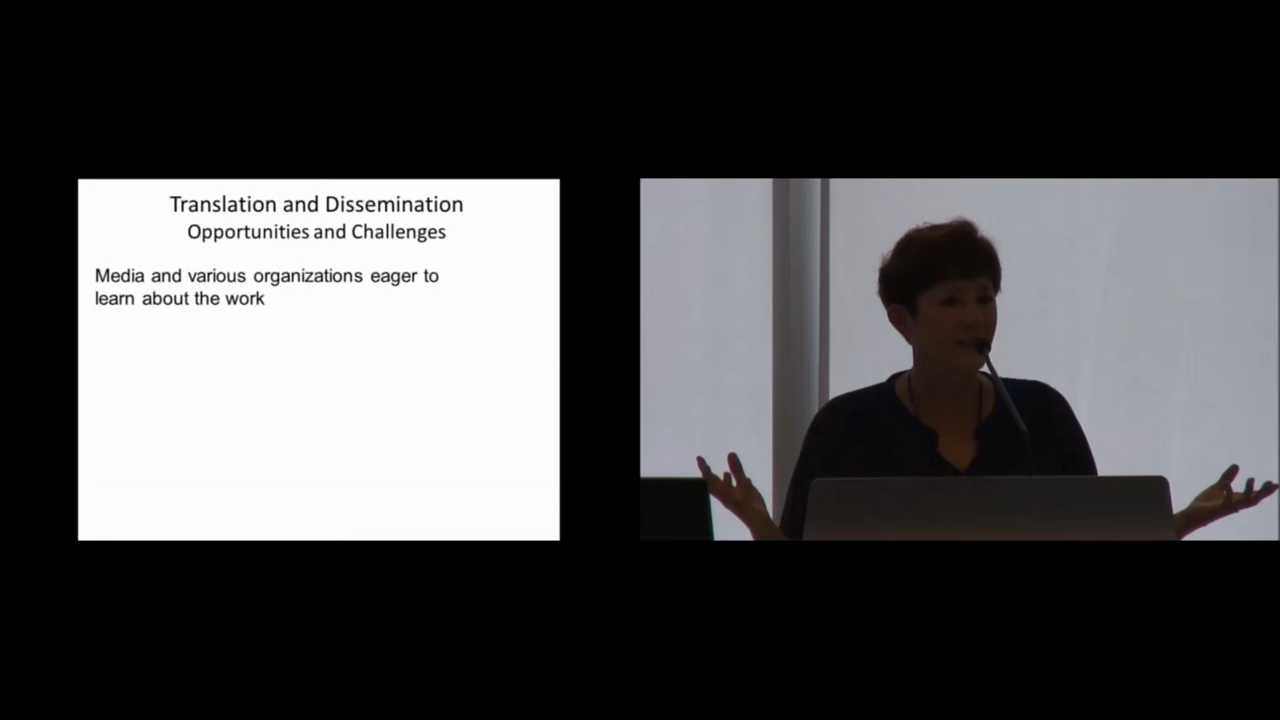 Translation and Dissemination
Opportunities and Challenges
Media and various organizations eager to
learn about the work